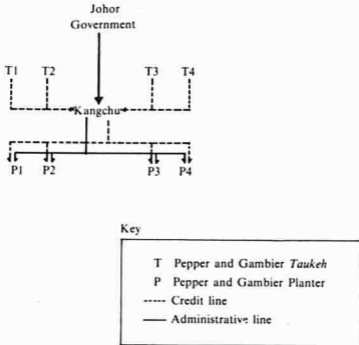 Johor
Government
T1 T2 T3 T4
Kangchu
P1 P2 P3 P4
Key
T Pepper and Gambier Taukeh
P Pepper and Gambier Planter
Credit line
Administrative line